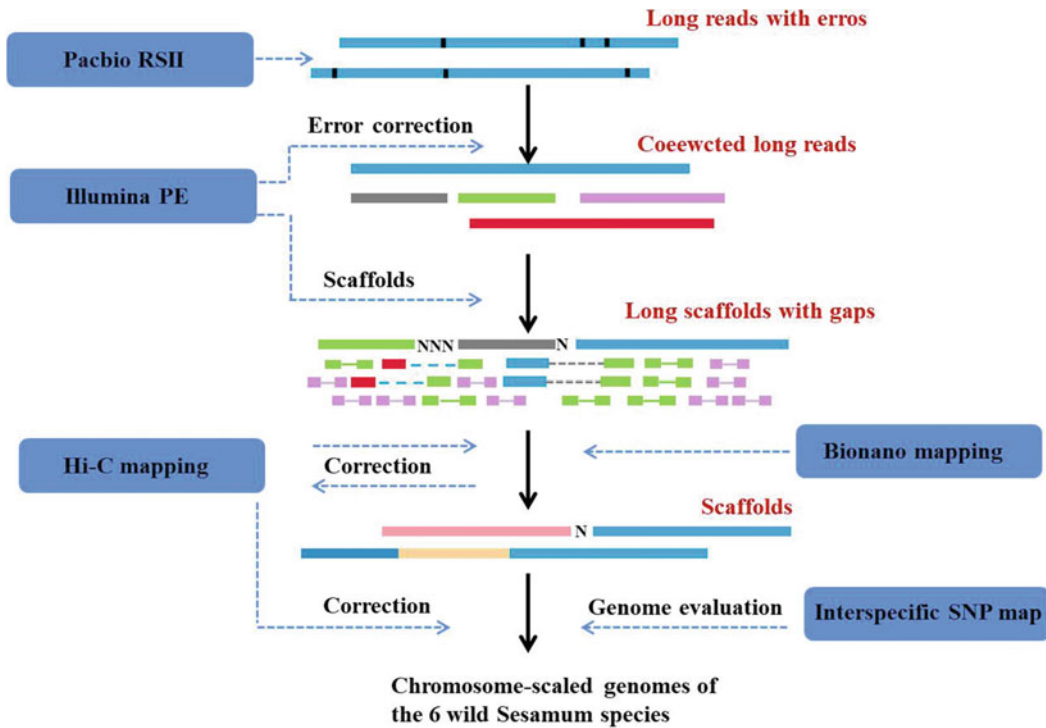 Long reads with erros
Pacbio RSII
Error correction
Coeewcted long reads
Illumina PE
Scaffolds
Long scaffolds with gaps
NNN
N
Hi-C mapping
Correction
Bionano mapping
Scaffolds
N
Correction
Genome evaluation
Interspecific SNP map
Chromosome-scaled genomes of
the 6 wild Sesamum species